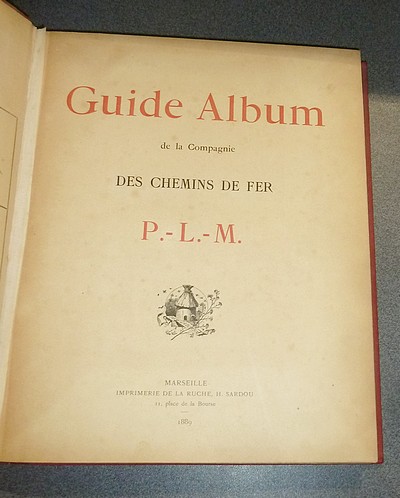 Guide Album
de la Compagnie
DES CHEMINS DE FER
P.-L.-M.
MARSEILLE
IMPRIMERIE DE LA RUCHE, H. SARDOU
11, place de la Bourse
1889